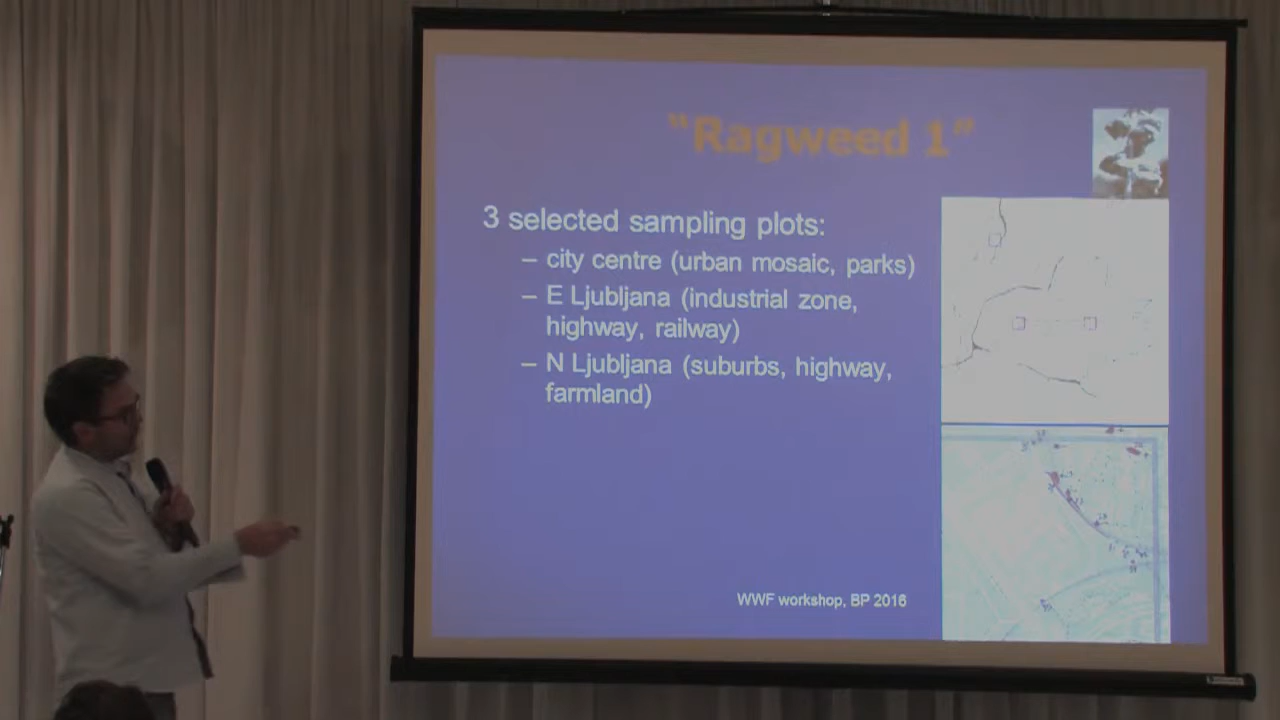 “Ragweed 1”
3 selected sampling plots:
– city centre (urban mosaic, parks)
– E Ljubljana (industrial zone,
highway, railway)
– N Ljubljana (suburbs, highway,
farmland)
WWF workshop, BP 2016